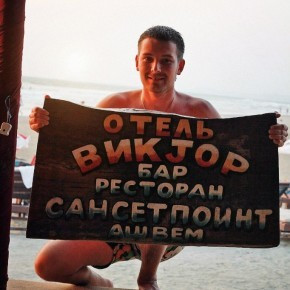 ОТЕЛЬ
ВИКЈОР
БАР
РЕСТОРАН
САНСЕТПОИНТ
АШВЕМ